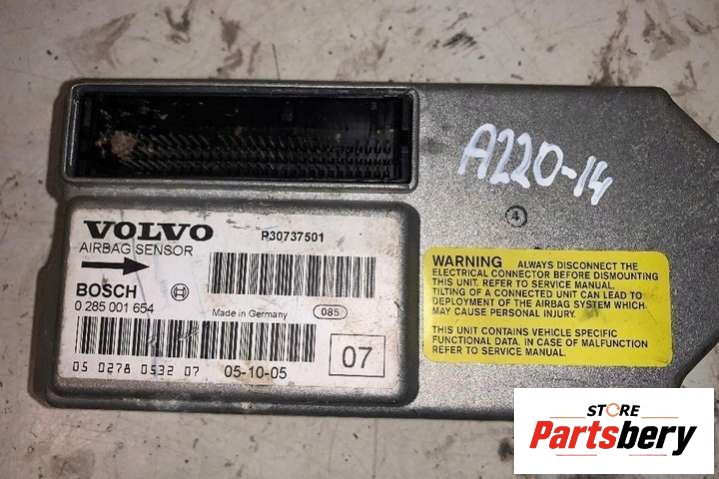 A220-14
4
VOLVO
P30737501
AIRBAG SENSOR
BOSCH
0 285 001 654
Made in Germany
085
05 0278 0532 07
05-10-05
07
WARNING ALWAYS DISCONNECT THE
ELECTRICAL CONNECTOR BEFORE DISMOUNTING
THIS UNIT. REFER TO SERVICE MANUAL.
TILTING OF A CONNECTED UNIT CAN LEAD TO
DEPLOYMENT OF THE AIRBAG SYSTEM WHICH
MAY CAUSE PERSONAL INJURY.
THIS UNIT CONTAINS VEHICLE SPECIFIC
FUNCTIONAL DATA. IN CASE OF MALFUNCTION
REFER TO SERVICE MANUAL.
STORE
Partsbery